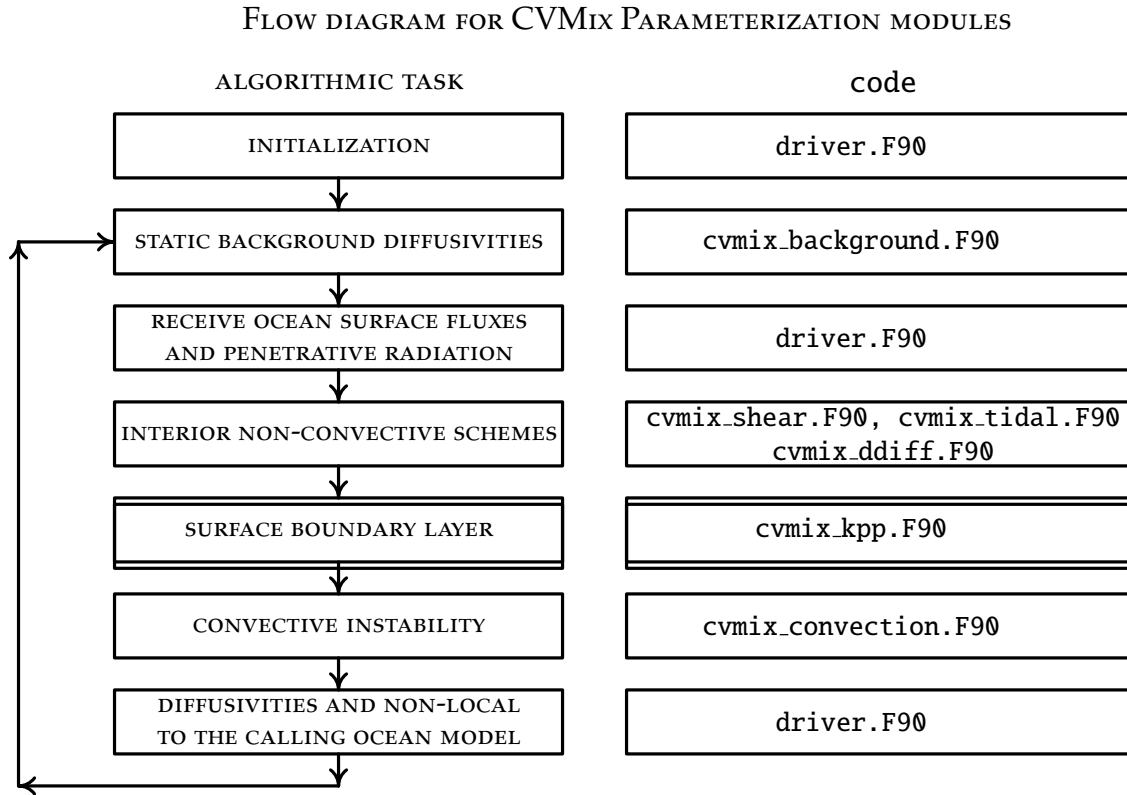 Flow diagram for CVMix Parameterization modules
algorithmic task
code
initialization
driver.F90
static background diffusivities
cvmix_background.F90
receive ocean surface fluxes
and penetrative radiation
driver.F90
interior non-convective schemes
cvmix_shear.F90, cvmix_tidal.F90
cvmix_ddiff.F90
surface boundary layer
cvmix_kpp.F90
convective instability
cvmix_convection.F90
diffusivities and non-local
to the calling ocean model
driver.F90